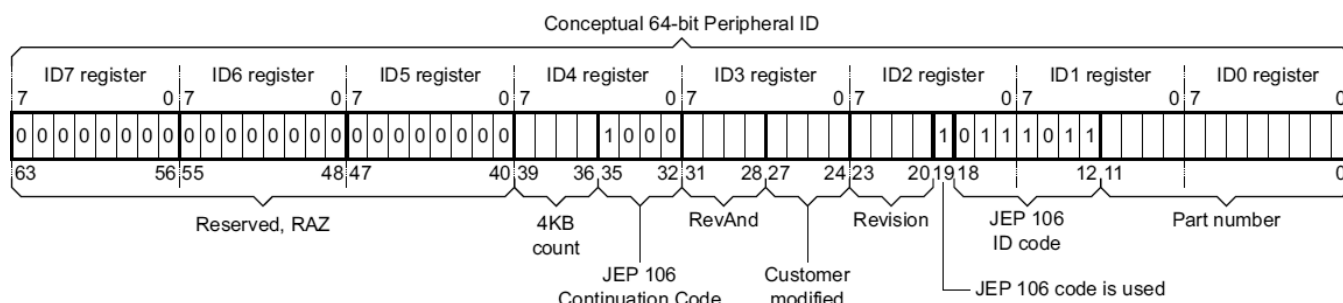 Conceptual 64-bit Peripheral ID
ID7 register ID6 register ID5 register ID4 register ID3 register ID2 register ID1 register ID0 register
7 0 7 0 7 0 7 0 7 0 7 0 7 0 7 0
0 0 0 0 0 0 0 0 0 0 0 0 0 0 0 0 0 0 0 0 0 0 0 0 1 0 0 0 1 0 1 1 1 0 1 1
63 56 55 48 47 40 39 36 35 32 31 28 27 24 23 20 19 18 12 11 0
Reserved, RAZ
4KB
count
JEP 106
Continuation Code
RevAnd
Customer
modified
Revision
JEP 106 code is used
JEP 106
ID code
Part number